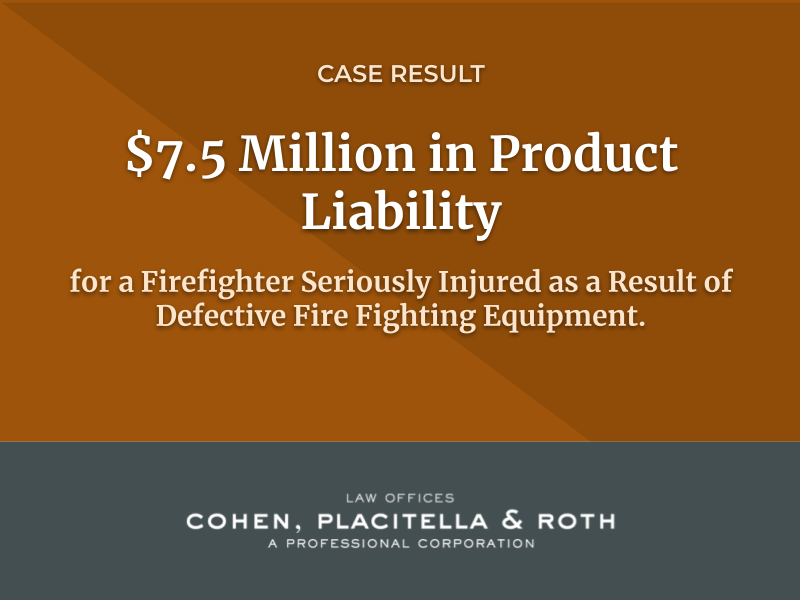 CASE RESULT
$7.5 Million in Product
Liability
for a Firefighter Seriously Injured as a Result of
Defective Fire Fighting Equipment.
LAW OFFICES
COHEN, PLACITELLA & ROTH
A PROFESSIONAL CORPORATION